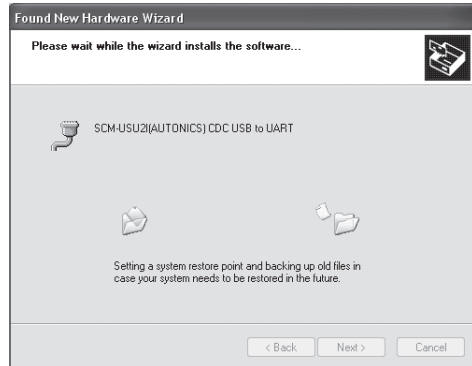 Found New Hardware Wizard
Please wait while the wizard installs the software...
SCM-USU2I(AUTONICS) CDC USB to UART
Setting a system restore point and backing up old files in
case your system needs to be restored in the future.
< Back
Next >
Cancel